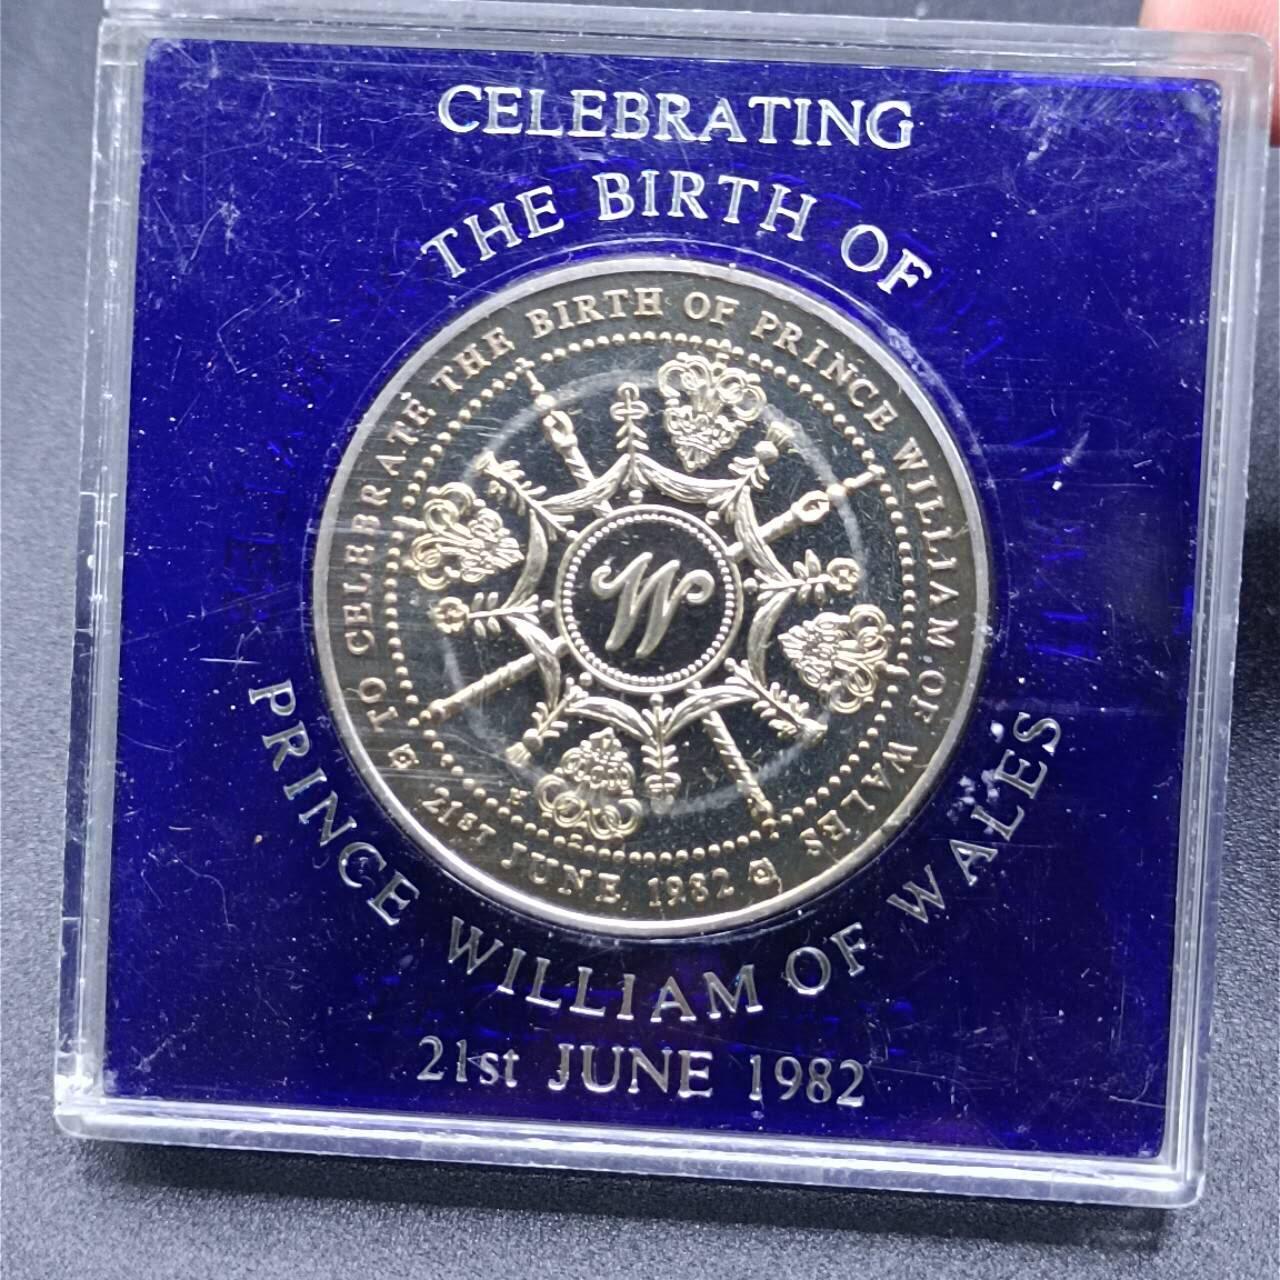 CELEBRATING
THE BIRTH OF
TO CELEBRATE THE BIRTH OF PRINCE WILLIAM OF WALES
W
21ST JUNE 1982
PRINCE WILLIAM OF WALES
21st JUNE 1982